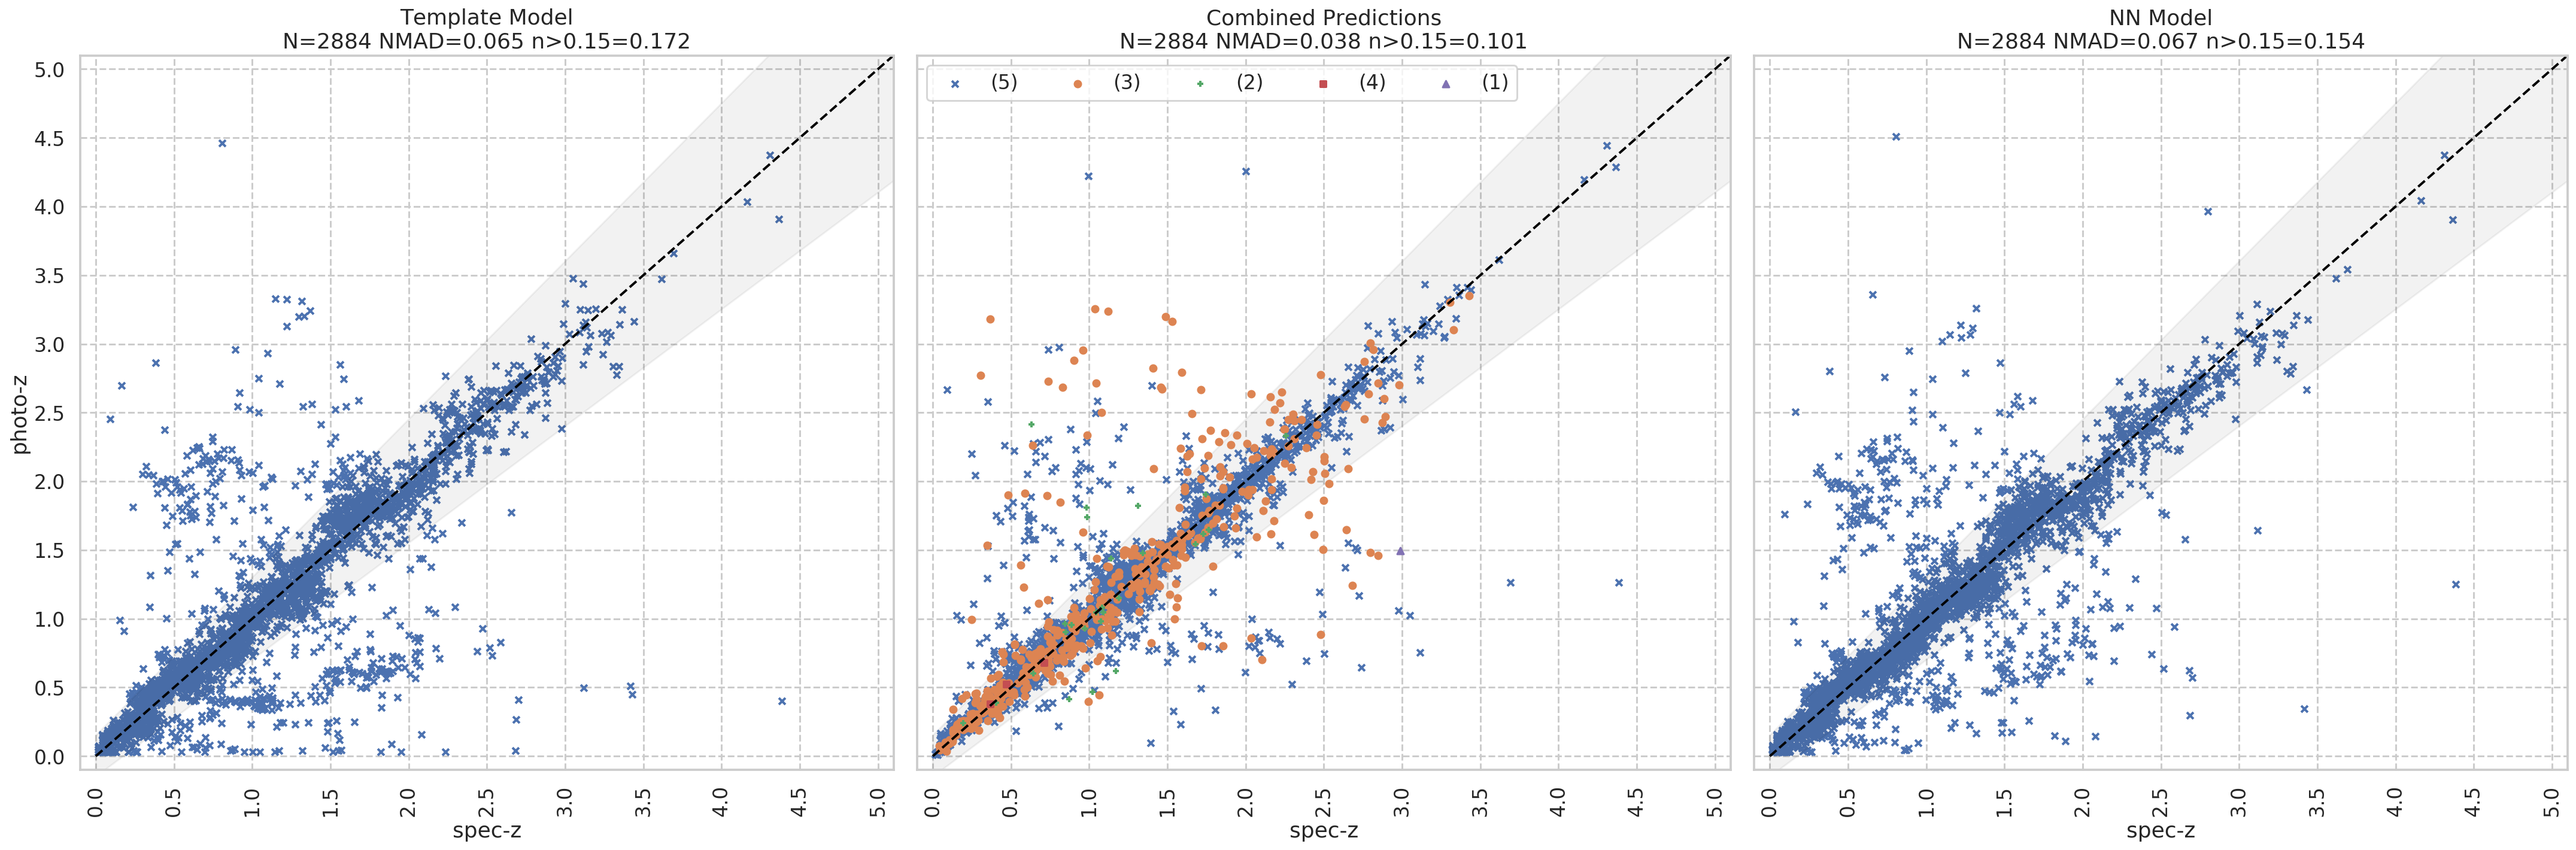 Template Model
N=2884 NMAD=0.065 n>0.15=0.172
Combined Predictions
N=2884 NMAD=0.038 n>0.15=0.101
NN Model
N=2884 NMAD=0.067 n>0.15=0.154
(5) (3) (2) (4) (1)
photo-z
5.0
4.5
4.0
3.5
3.0
2.5
2.0
1.5
1.0
0.5
0.0
0.0 0.5 1.0 1.5 2.0 2.5 3.0 3.5 4.0 4.5 5.0
spec-z
0.0 0.5 1.0 1.5 2.0 2.5 3.0 3.5 4.0 4.5 5.0
spec-z
0.0 0.5 1.0 1.5 2.0 2.5 3.0 3.5 4.0 4.5 5.0
spec-z